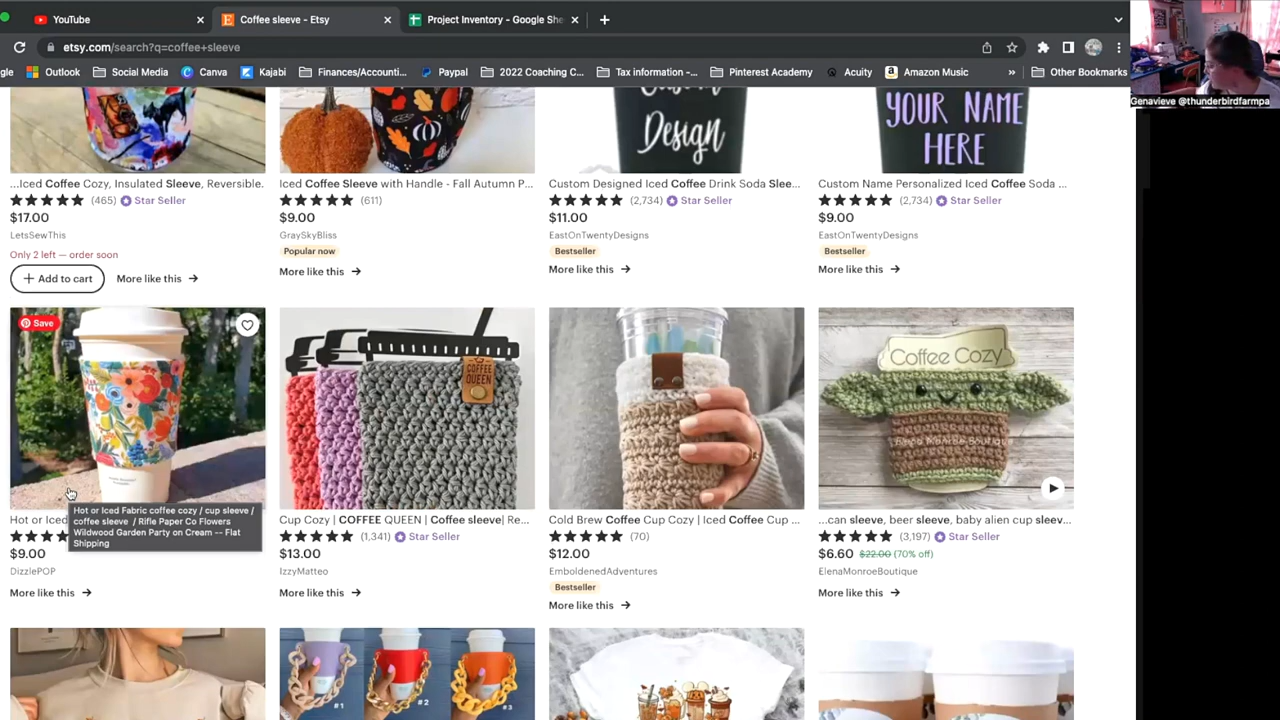 YouTube
Coffee sleeve - Etsy
Project Inventory - Google She
etsy.com/search?q=coffee+sleeve
gle
Outlook
Social Media
Canva
Kajabi
Finances/Accounti...
Paypal
2022 Coaching C...
Tax information -...
Pinterest Academy
Acuity
Amazon Music
»
Other Bookmarks
Genavieve @thunderbirdfarmpa
Custom
Design
YOUR NAME
HERE
...Iced Coffee Cozy, Insulated Sleeve, Reversible.
(465) Star Seller
$17.00
LetsSewThis
Only 2 left — order soon
+ Add to cart
More like this →
Iced Coffee Sleeve with Handle - Fall Autumn P...
(611)
$9.00
GraySkyBliss
Popular now
More like this →
Custom Designed Iced Coffee Drink Soda Slee...
(2,734) Star Seller
$11.00
EastOnTwentyDesigns
Bestseller
More like this →
Custom Name Personalized Iced Coffee Soda ...
(2,734) Star Seller
$9.00
EastOnTwentyDesigns
Bestseller
More like this →
Save
Hot or Iced
Hot or Iced Fabric coffee cozy / cup sleeve /
coffee sleeve / Rifle Paper Co Flowers
Wildwood Garden Party on Cream -- Flat
Shipping
$9.00
DizzlePOP
More like this →
COFFEE
QUEEN
Cup Cozy | COFFEE QUEEN | Coffee sleeve| Re...
(1,341) Star Seller
$13.00
IzzyMatteo
More like this →
Cold Brew Coffee Cup Cozy | Iced Coffee Cup ...
(70)
$12.00
EmboldenedAdventures
Bestseller
More like this →
Coffee Cozy
Elena Monroe Boutique
...can sleeve, beer sleeve, baby alien cup sleev...
(3,197) Star Seller
$6.60 $22.00 (70% off)
ElenaMonroeBoutique
More like this →
#1
#2
#3